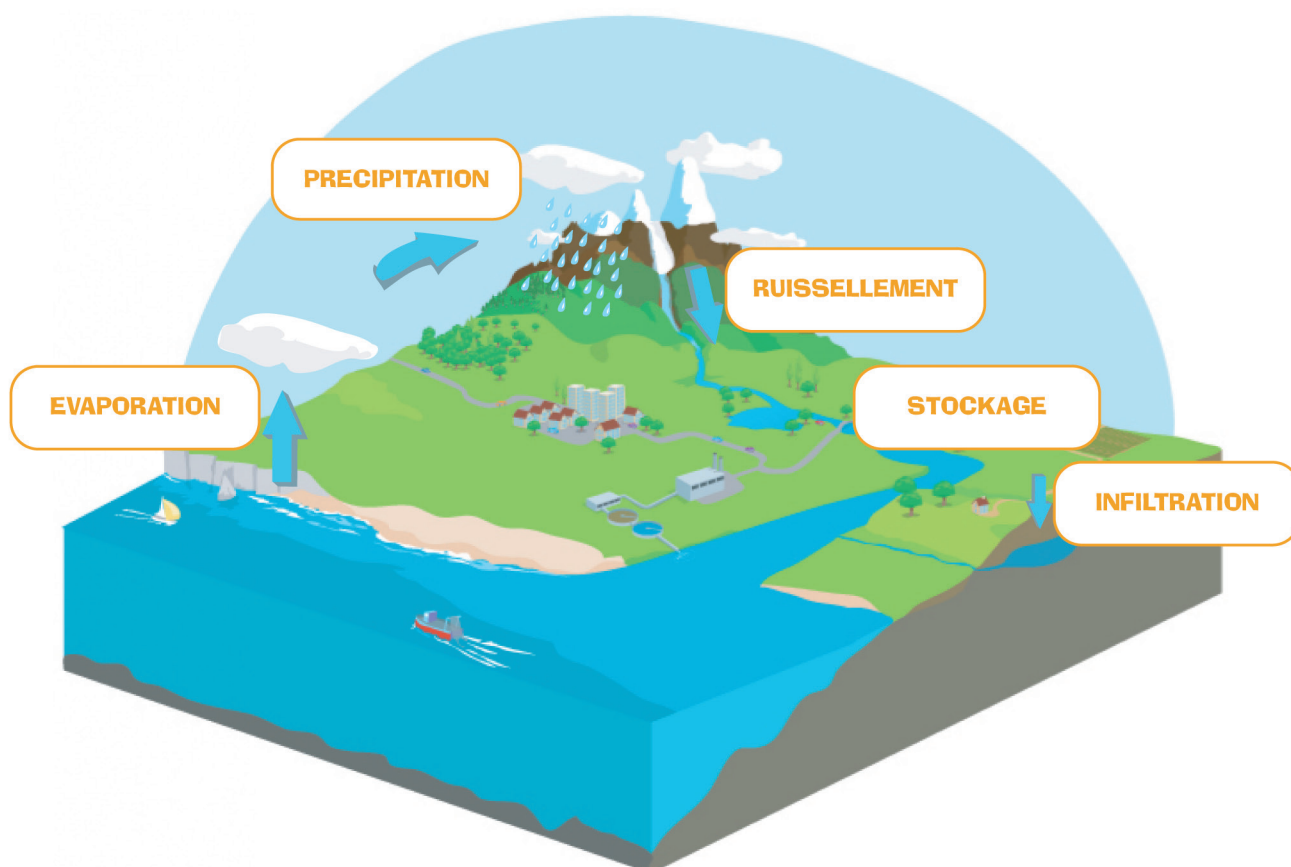 PRECIPITATION
RUISSELLEMENT
EVAPORATION
STOCKAGE
INFILTRATION